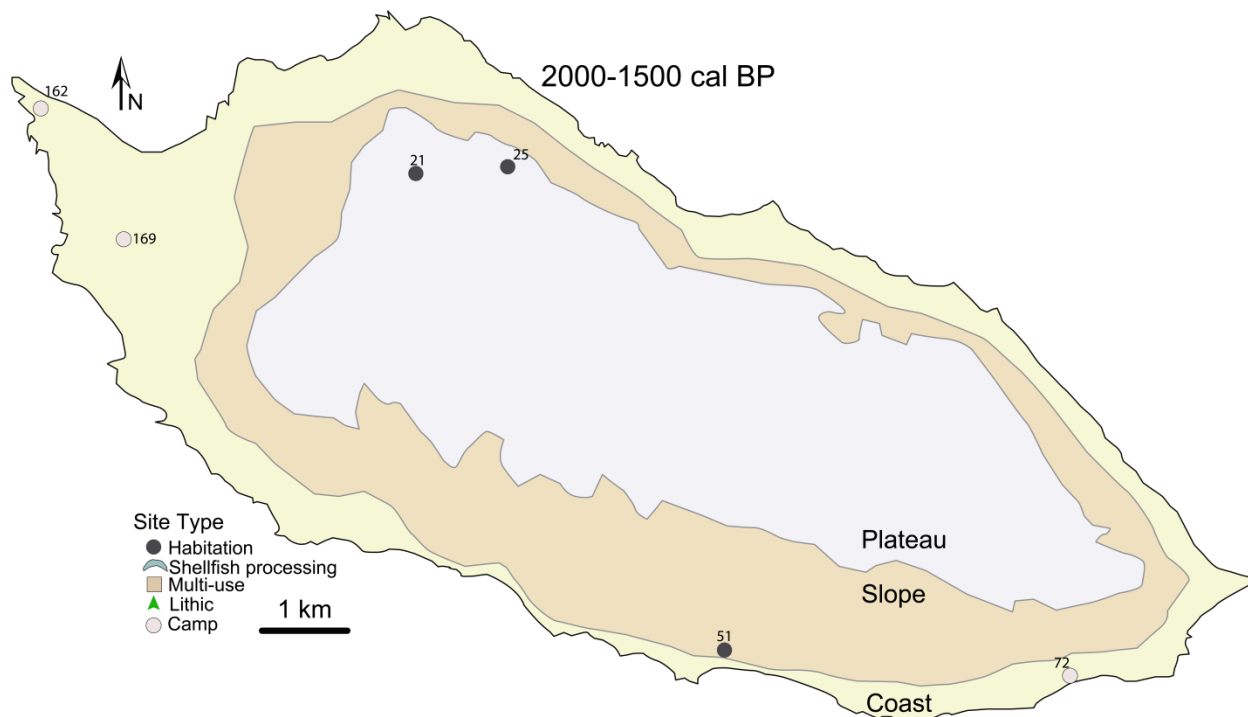 2000-1500 cal BP
162
N
21
25
169
Plateau
Slope
Site Type
Habitation
Shellfish processing
Multi-use
Lithic
Camp
1 km
51
72
Coast